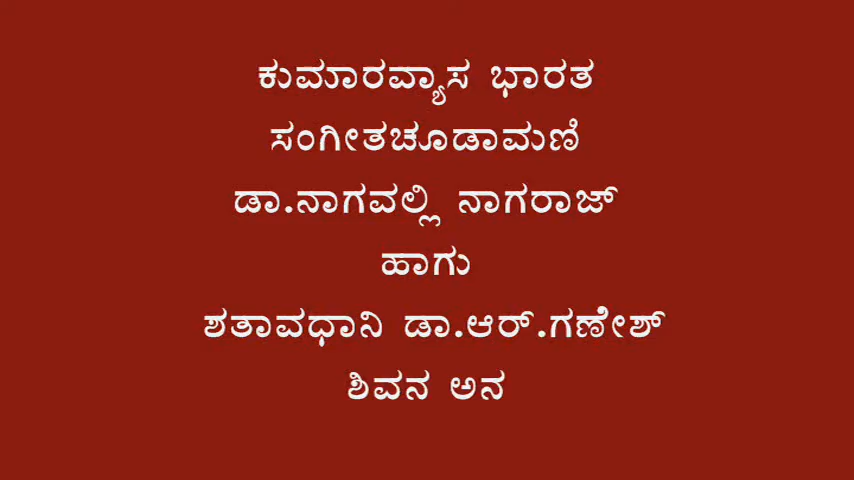 ಕುಮಾರವ್ಯಾಸ ಭಾರತ
ಸಂಗೀತಚೂಡಾಮಣಿ
ಡಾ.ನಾಗವಲ್ಲಿ ನಾಗರಾಜ್
ಹಾಗು
ಶತಾವಧಾನಿ ಡಾ.ಆರ್.ಗಣೇಶ್
ಶಿವನ ಅನ